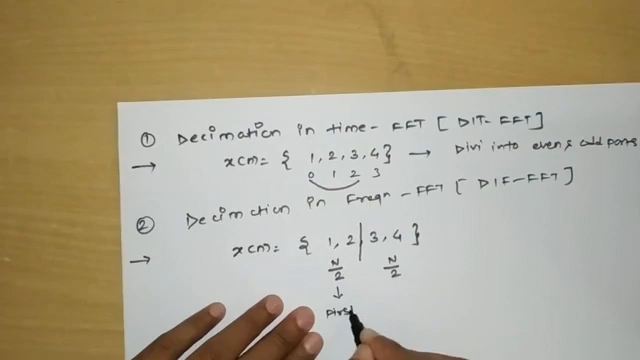 ① Decimation in time - FFT [ DIT - FFT ]
→ x(n) = { 1, 2, 3, 4 } → Divi into even & odd parts
0 1 2 3
② Decimation in Freqn - FFT [ DIF - FFT ]
→ x(n) = { 1, 2 | 3, 4 }
N/2 N/2
↓
First